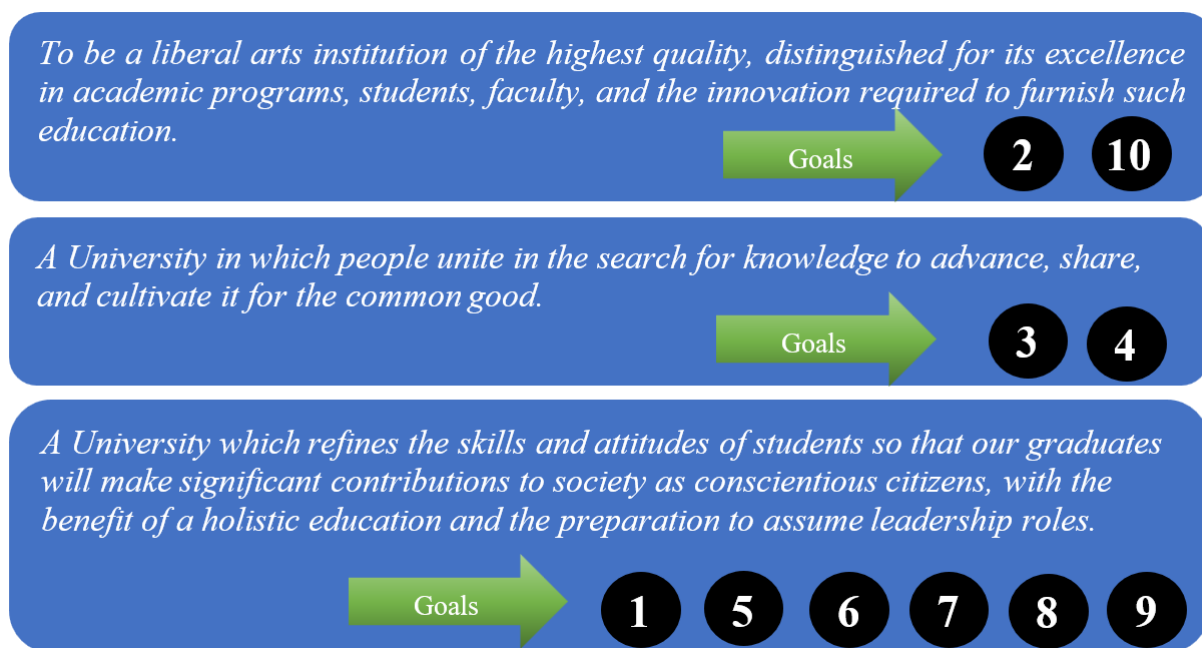 To be a liberal arts institution of the highest quality, distinguished for its excellence
in academic programs, students, faculty, and the innovation required to furnish such
education.
Goals 2 10
A University in which people unite in the search for knowledge to advance, share,
and cultivate it for the common good.
Goals 3 4
A University which refines the skills and attitudes of students so that our graduates
will make significant contributions to society as conscientious citizens, with the
benefit of a holistic education and the preparation to assume leadership roles.
Goals 1 5 6 7 8 9